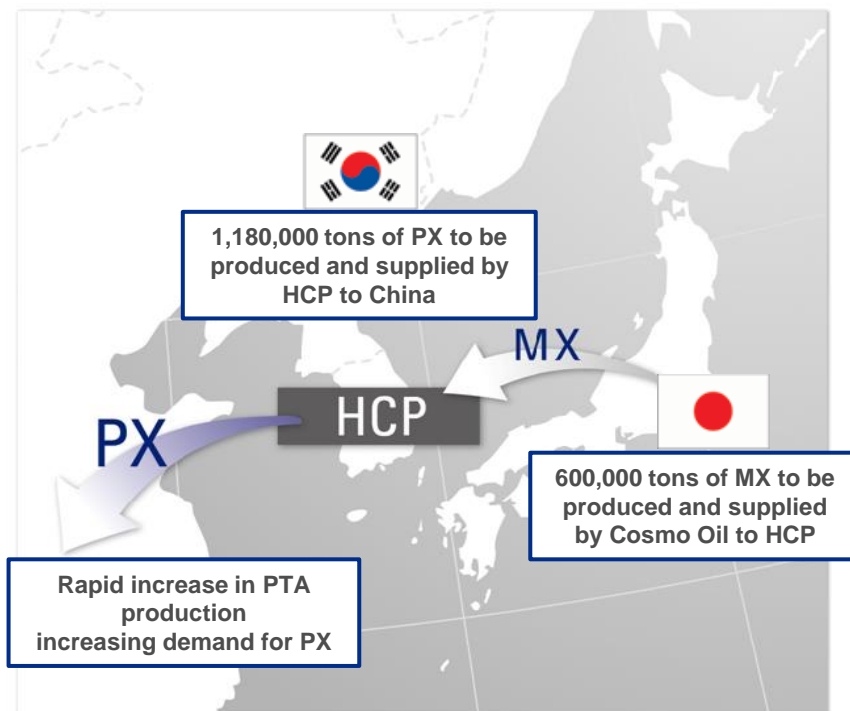 1,180,000 tons of PX to be
produced and supplied by
HCP to China
MX
HCP
PX
600,000 tons of MX to be
produced and supplied
by Cosmo Oil to HCP
Rapid increase in PTA
production
increasing demand for PX